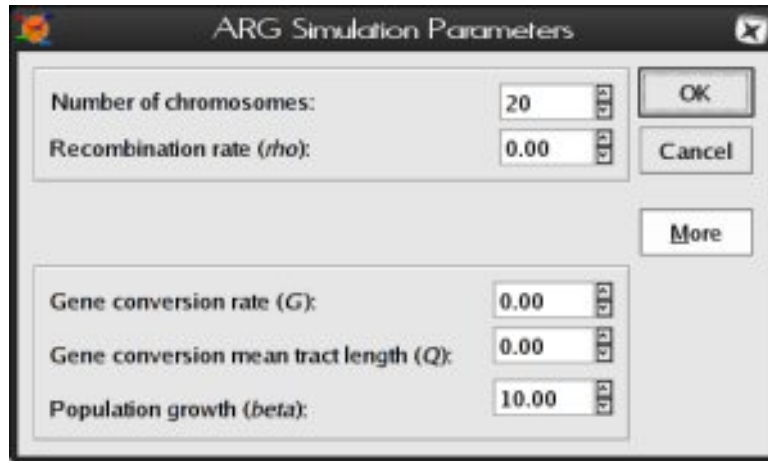 ARG Simulation Parameters
Number of chromosomes: 20
Recombination rate (rho): 0.00
OK
Cancel
More
Gene conversion rate (G): 0.00
Gene conversion mean tract length (Q): 0.00
Population growth (beta): 10.00